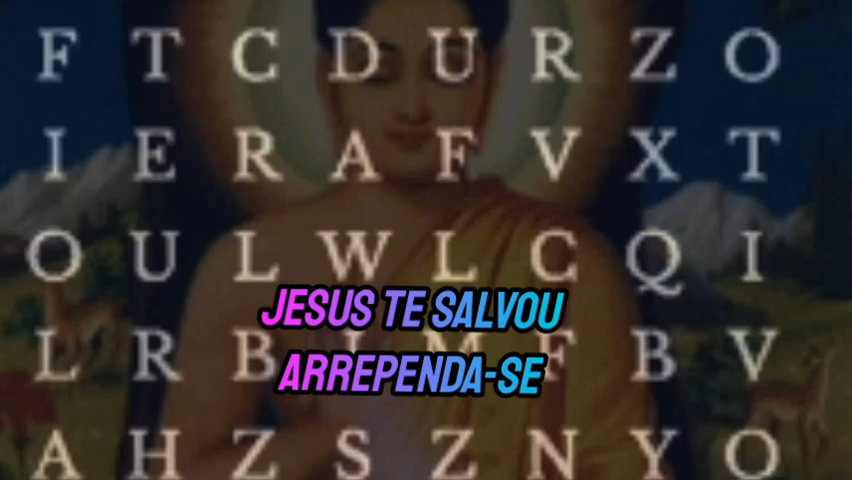 F T C D U R Z O
I E R A F V X T
O U L W L C Q I
JESUS TE SALVOU
L R B I M F B V
ARREPENDA-SE
A H Z S Z N Y O